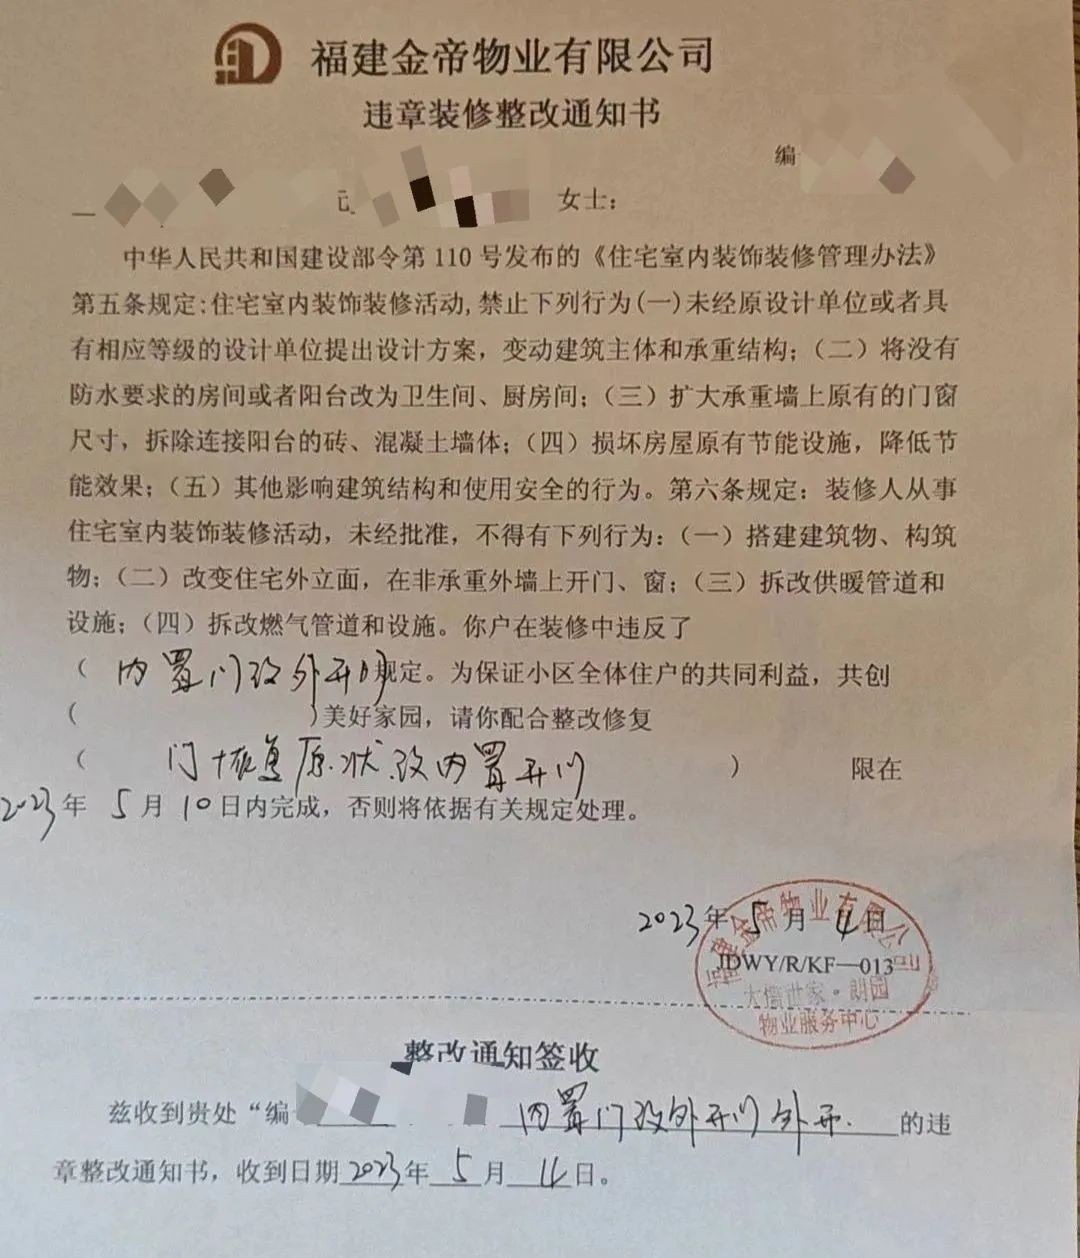 福建金帝物业有限公司
违章装修整改通知书
编
女士：
中华人民共和国建设部令第 110 号发布的《住宅室内装饰装修管理办法》
第五条规定:住宅室内装饰装修活动,禁止下列行为(一)未经原设计单位或者具
有相应等级的设计单位提出设计方案，变动建筑主体和承重结构；（二）将没有
防水要求的房间或者阳台改为卫生间、厨房间；（三）扩大承重墙上原有的门窗
尺寸，拆除连接阳台的砖、混凝土墙体；（四）损坏房屋原有节能设施，降低节
能效果；（五）其他影响建筑结构和使用安全的行为。第六条规定：装修人从事
住宅室内装饰装修活动，未经批准，不得有下列行为：（一）搭建建筑物、构筑
物；（二）改变住宅外立面，在非承重外墙上开门、窗；（三）拆改供暖管道和
设施；（四）拆改燃气管道和设施。你户在装修中违反了
（ 内置门改外开门 规定。为保证小区全体住户的共同利益，共创
( )美好家园，请你配合整改修复
（ 门恢复原状改内置开门 ） 限在
2023年 5月10日内完成，否则将依据有关规定处理。
2023年5月4日
福建金帝物业有限公司
JDWY/R/KF—013
大儒世家·朗园
物业服务中心
整改通知签收
兹收到贵处“编 内置门改外开门外开. 的违
章整改通知书，收到日期2023年 5 月 4 日。